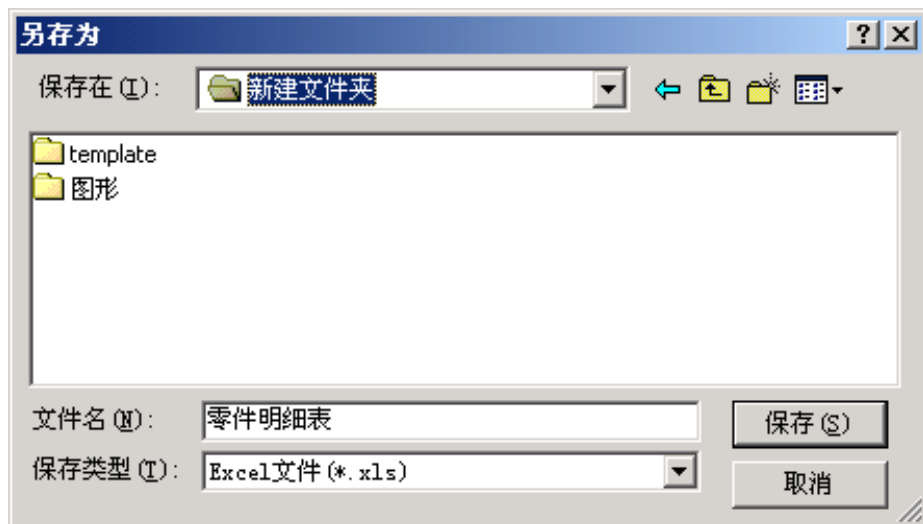 另存为
保存在(I): 新建文件夹
template
图形
文件名(N): 零件明细表 保存(S)
保存类型(T): Excel文件(*.xls) 取消